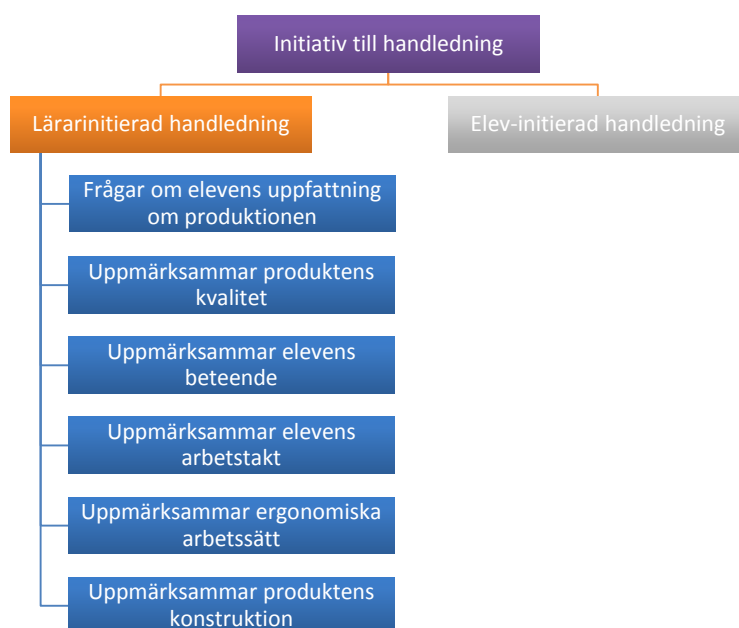 Initiativ till handledning
Lärarinitierad handledning
Elev-initierad handledning
Frågar om elevens uppfattning
om produktionen
Uppmärksammar produktens
kvalitet
Uppmärksammar elevens
beteende
Uppmärksammar elevens
arbetstakt
Uppmärksammar ergonomiska
arbetssätt
Uppmärksammar produktens
konstruktion